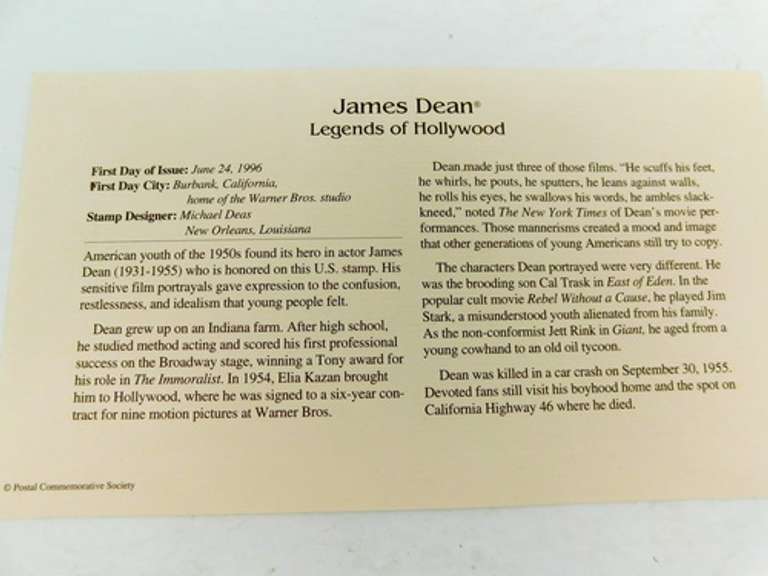 James Dean®
Legends of Hollywood
First Day of Issue: June 24, 1996
First Day City: Burbank, California,
home of the Warner Bros. studio
Stamp Designer: Michael Deas
New Orleans, Louisiana
American youth of the 1950s found its hero in actor James
Dean (1931-1955) who is honored on this U.S. stamp. His
sensitive film portrayals gave expression to the confusion,
restlessness, and idealism that young people felt.
Dean grew up on an Indiana farm. After high school,
he studied method acting and scored his first professional
success on the Broadway stage, winning a Tony award for
his role in The Immoralist. In 1954, Elia Kazan brought
him to Hollywood, where he was signed to a six-year con-
tract for nine motion pictures at Warner Bros.
Dean made just three of those films. "He scuffs his feet,
he whirls, he pouts, he sputters, he leans against walls,
he rolls his eyes, he swallows his words, he ambles slack-
kneed," noted The New York Times of Dean's movie per-
formances. Those mannerisms created a mood and image
that other generations of young Americans still try to copy.
The characters Dean portrayed were very different. He
was the brooding son Cal Trask in East of Eden. In the
popular cult movie Rebel Without a Cause, he played Jim
Stark, a misunderstood youth alienated from his family.
As the non-conformist Jett Rink in Giant, he aged from a
young cowhand to an old oil tycoon.
Dean was killed in a car crash on September 30, 1955.
Devoted fans still visit his boyhood home and the spot on
California Highway 46 where he died.
© Postal Commemorative Society